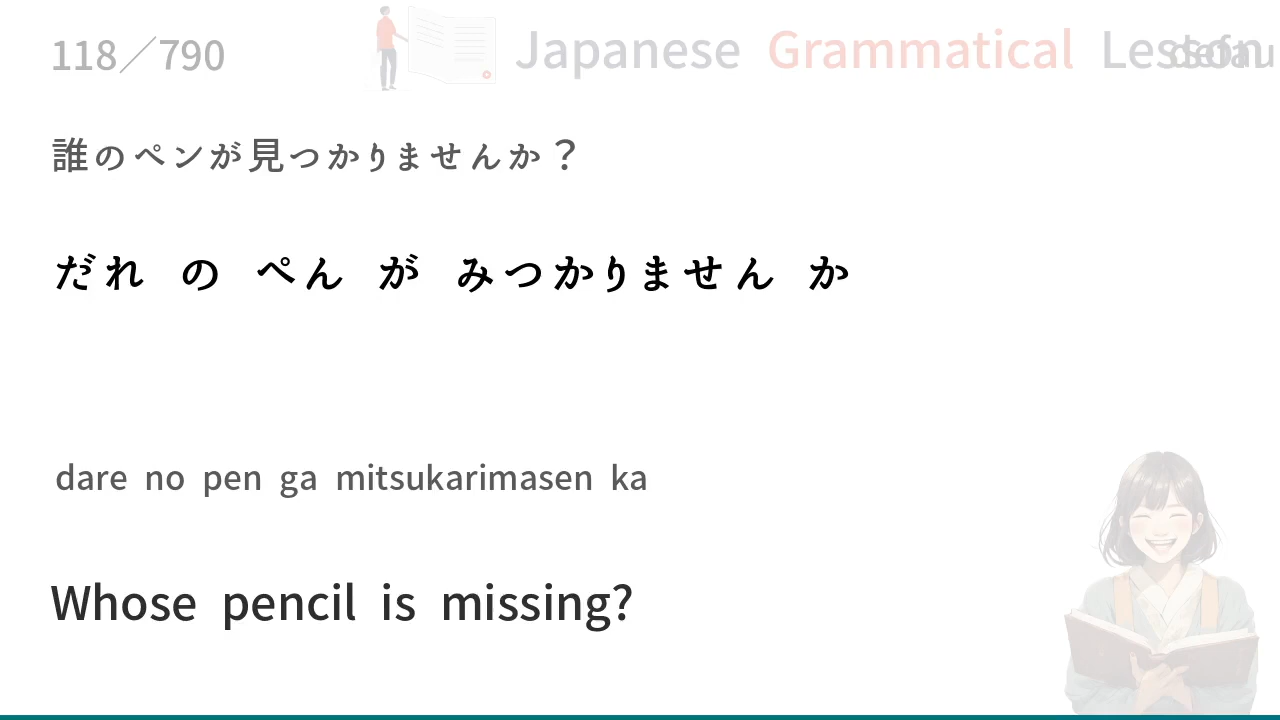 118／790
Japanese Grammatical Lesson
誰のペンが見つかりませんか？
だれ の ぺん が みつかりません か
dare no pen ga mitsukarimasen ka
Whose pencil is missing?